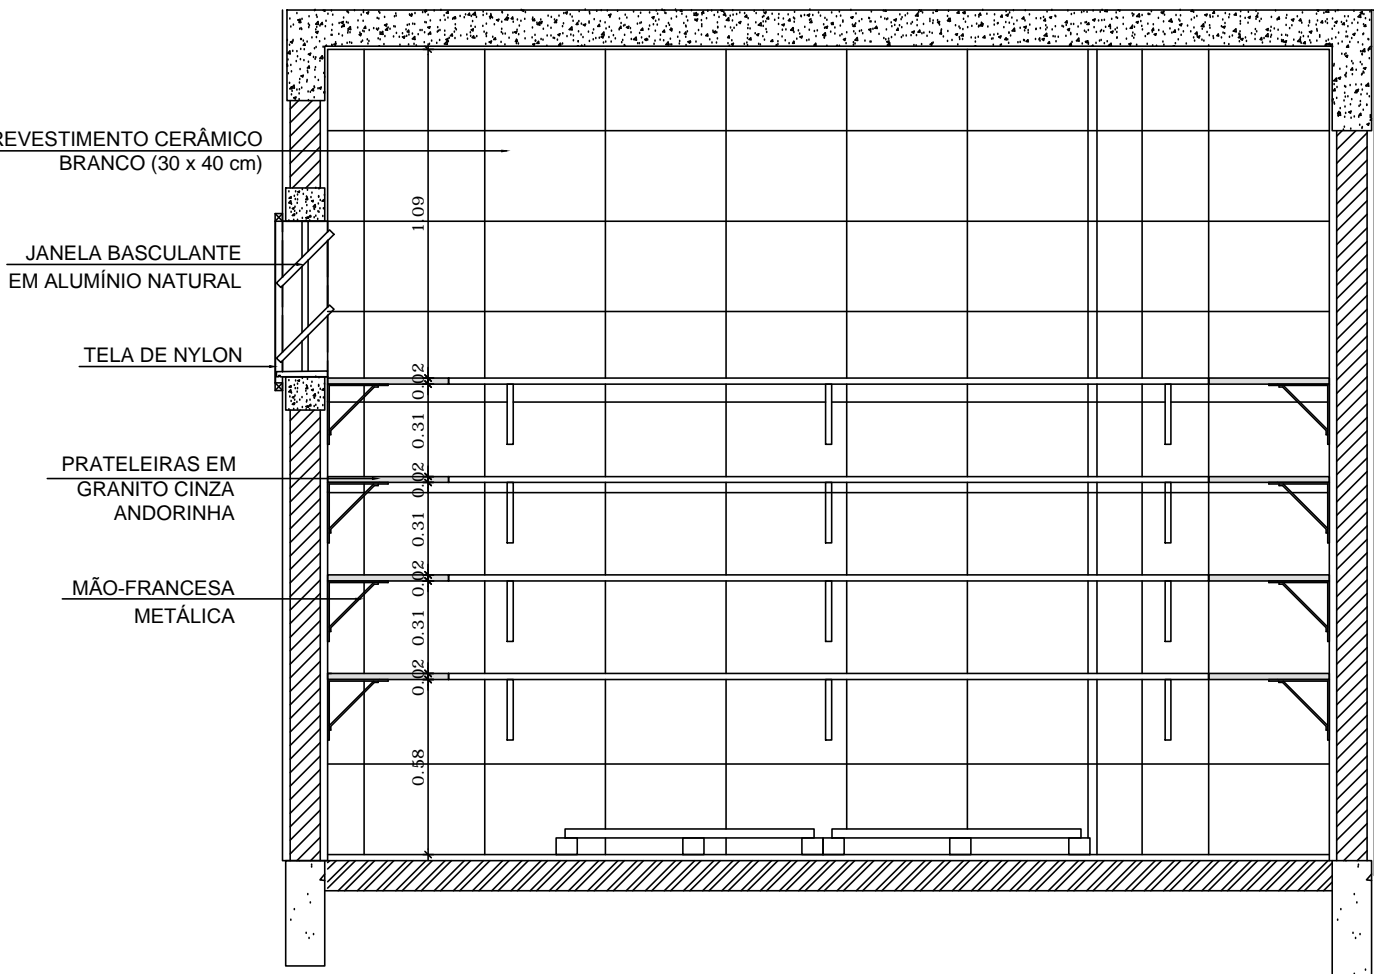 REVESTIMENTO CERÂMICO
BRANCO (30 x 40 cm)
1.09
JANELA BASCULANTE
EM ALUMÍNIO NATURAL
TELA DE NYLON
0.02
0.31
PRATELEIRAS EM
GRANITO CINZA
ANDORINHA
0.02
0.31
MÃO-FRANCESA
METÁLICA
0.02
0.31
0.02
0.58